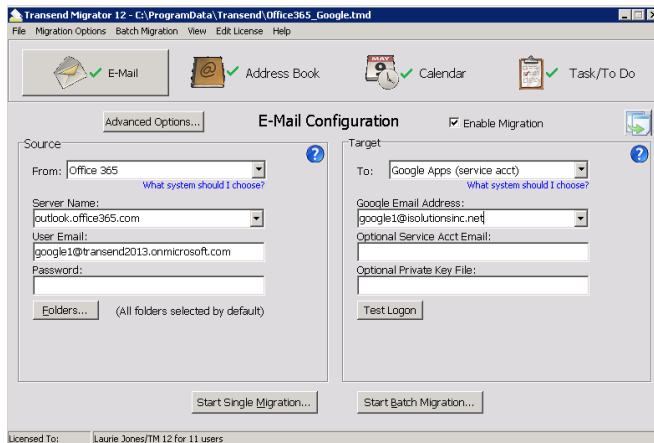 Transend Migrator 12 - C:\ProgramData\Transend\Office365_Google.tmd
File Migration Options Batch Migration View Edit License Help
E-Mail
Address Book
MAY
Calendar
Task/To Do
Advanced Options...
E-Mail Configuration
Enable Migration
Source
From: Office 365
What system should I choose?
Server Name:
outlook.office365.com
User Email:
google1@transend2013.onmicrosoft.com
Password:
Folders... (All folders selected by default)
Target
To: Google Apps (service acct)
What system should I choose?
Google Email Address:
google1@isolutionsinc.net
Optional Service Acct Email:
Optional Private Key File:
Test Logon
Start Single Migration...
Start Batch Migration...
Licensed To: Laurie Jones/TM 12 for 11 users